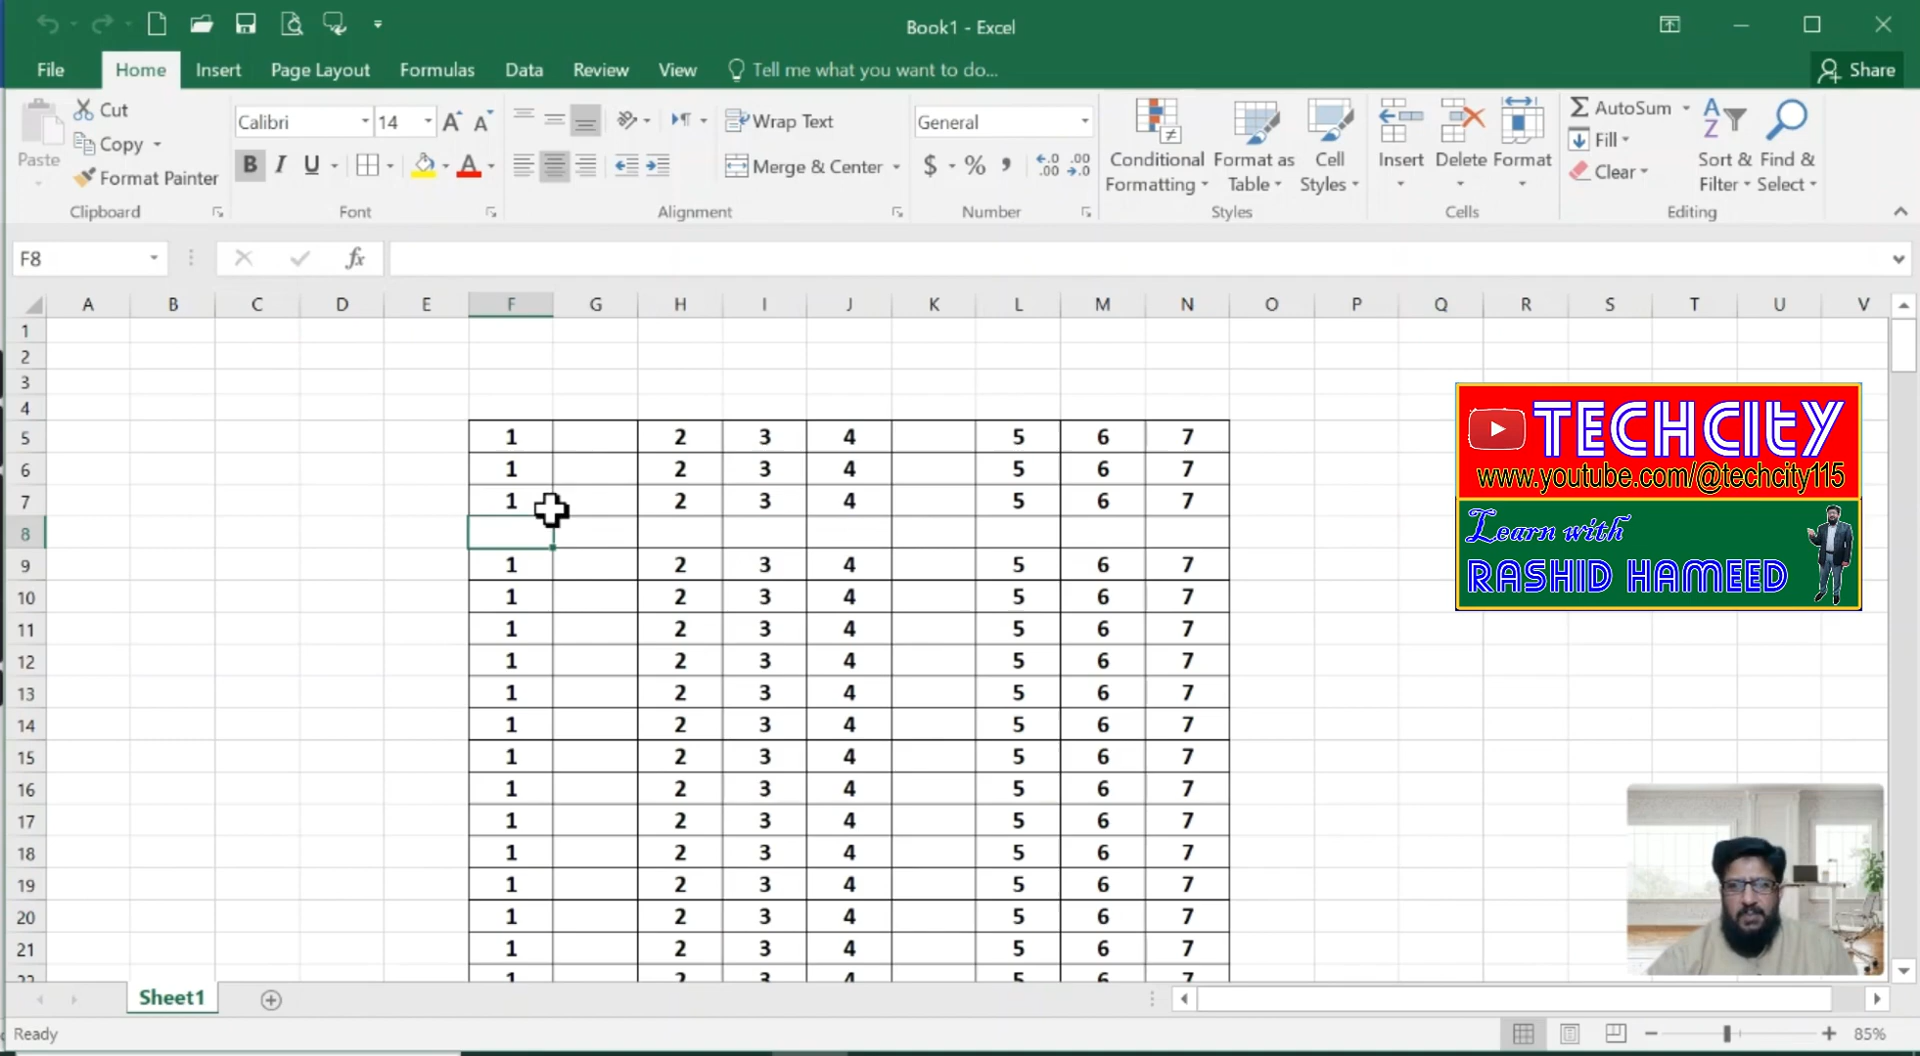 Book1 - Excel
File Home Insert Page Layout Formulas Data Review View Tell me what you want to do... Share
Paste Cut Copy Format Painter Clipboard
Calibri 14 B I U A Font
Wrap Text Merge & Center Alignment
General $ % , .00 Number
Conditional Formatting Format as Table Cell Styles Styles
Insert Delete Format Cells
AutoSum Fill Clear Sort & Filter Find & Select Editing
F8 fx
A B C D E F G H I J K L M N O P Q R S T U V
1
2
3
4
5 1 2 3 4 5 6 7
6 1 2 3 4 5 6 7
7 1 2 3 4 5 6 7
8
9 1 2 3 4 5 6 7
10 1 2 3 4 5 6 7
11 1 2 3 4 5 6 7
12 1 2 3 4 5 6 7
13 1 2 3 4 5 6 7
14 1 2 3 4 5 6 7
15 1 2 3 4 5 6 7
16 1 2 3 4 5 6 7
17 1 2 3 4 5 6 7
18 1 2 3 4 5 6 7
19 1 2 3 4 5 6 7
20 1 2 3 4 5 6 7
21 1 2 3 4 5 6 7
22 1 2 3 4 5 6 7
TECHCITY
www.youtube.com/@techcity115
Learn with
RASHID HAMEED
Sheet1
Ready 85%